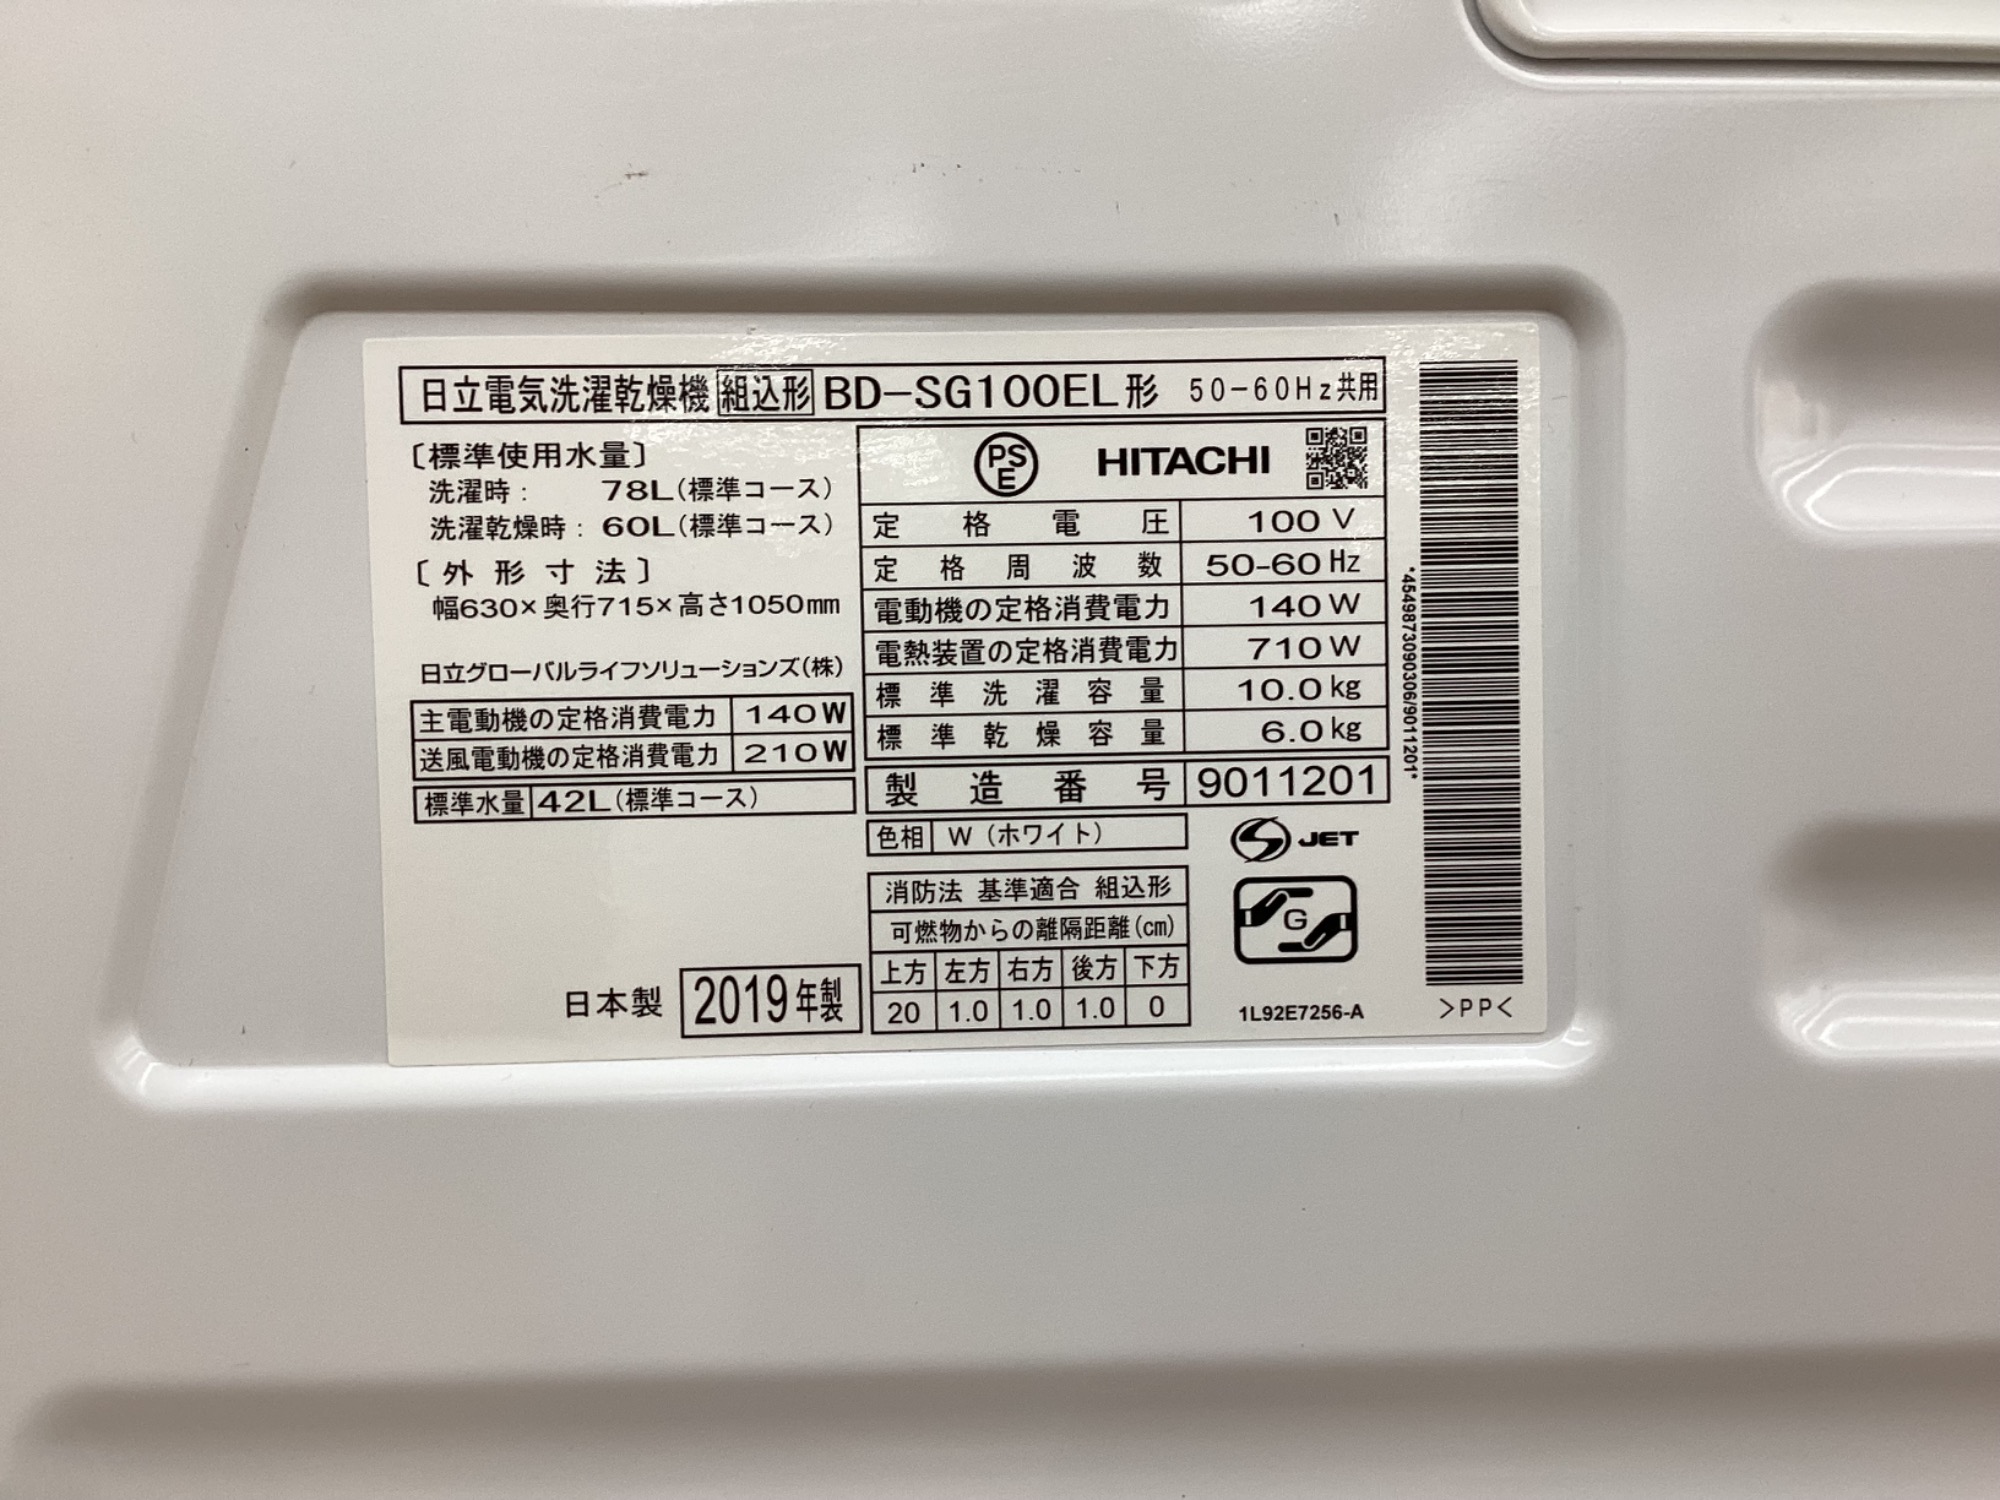 日立電気洗濯乾燥機 組込形 BD-SG100EL形 50-60Hz共用
〔標準使用水量〕
洗濯時: 78L(標準コース)
洗濯乾燥時: 60L(標準コース)
〔外形寸法〕
幅630×奥行715×高さ1050mm
日立グローバルライフソリューションズ(株)
主電動機の定格消費電力 140W
送風電動機の定格消費電力 210W
標準水量 42L(標準コース)
日本製 2019年製
PSE HITACHI
定格電圧 100V
定格周波数 50-60Hz
電動機の定格消費電力 140W
電熱装置の定格消費電力 710W
標準洗濯容量 10.0kg
標準乾燥容量 6.0kg
製造番号 9011201
色相 W(ホワイト)
消防法 基準適合 組込形
可燃物からの離隔距離(cm)
上方 左方 右方 後方 下方
20 1.0 1.0 1.0 0
S JET
G
1L92E7256-A
*4549873090306/9011201*
>PP<